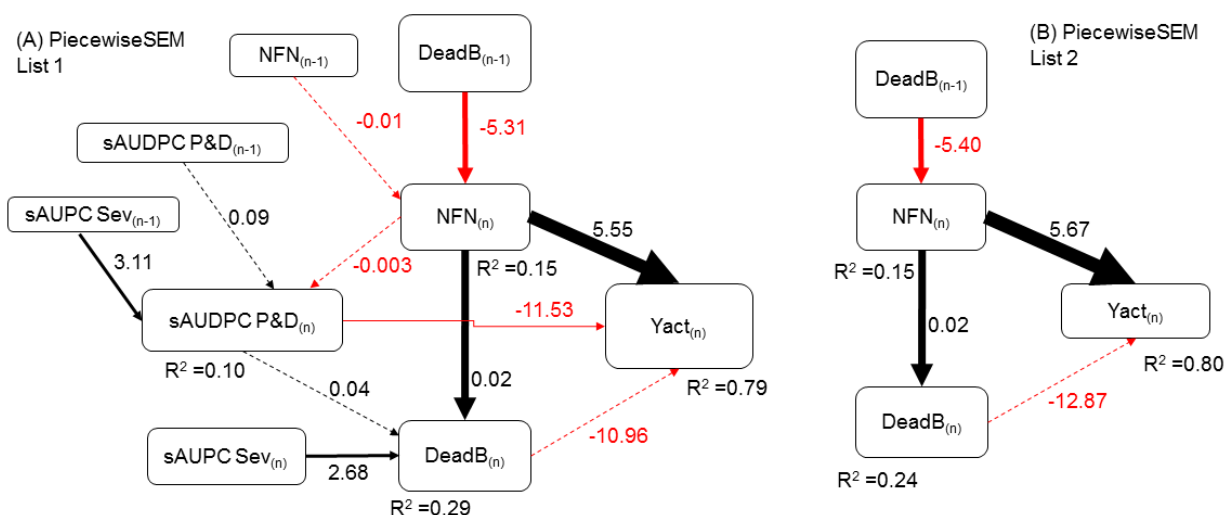 (A) PiecewiseSEM
List 1
NFN(n-1)
DeadB(n-1)
-0.01
-5.31
sAUDPC P&D(n-1)
sAUPC Sev(n-1)
0.09
NFN(n)
5.55
3.11
-0.003
R² =0.15
sAUDPC P&D(n)
-11.53
Yact(n)
R² =0.10
0.04
0.02
R² =0.79
-10.96
sAUPC Sev(n)
2.68
DeadB(n)
R² =0.29
(B) PiecewiseSEM
List 2
DeadB(n-1)
-5.40
NFN(n)
5.67
R² =0.15
Yact(n)
0.02
R² =0.80
-12.87
DeadB(n)
R² =0.24